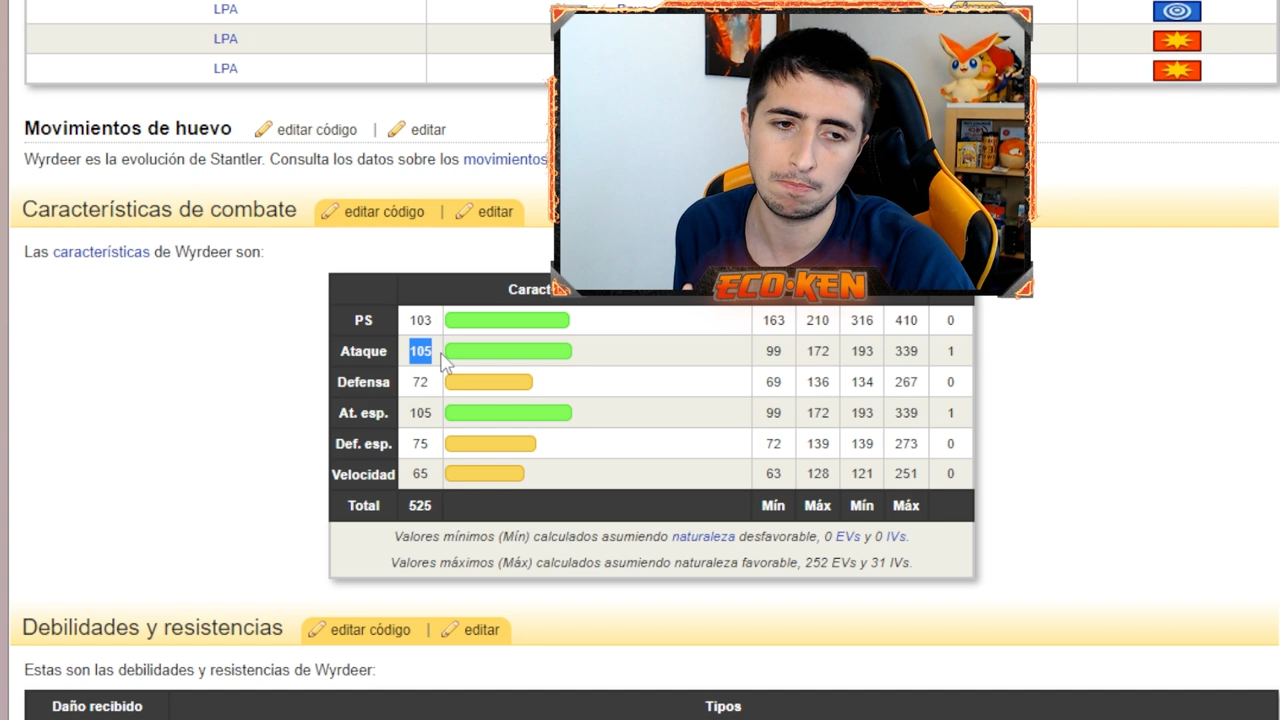 LPA
LPA
LPA
Movimientos de huevo editar código | editar
Wyrdeer es la evolución de Stantler. Consulta los datos sobre los movimientos
Características de combate editar código | editar
Las características de Wyrdeer son:
ECO•KEN
Caract
PS 103 163 210 316 410 0
Ataque 105 99 172 193 339 1
Defensa 72 69 136 134 267 0
At. esp. 105 99 172 193 339 1
Def. esp. 75 72 139 139 273 0
Velocidad 65 63 128 121 251 0
Total 525 Mín Máx Mín Máx
Valores mínimos (Mín) calculados asumiendo naturaleza desfavorable, 0 EVs y 0 IVs.
Valores máximos (Máx) calculados asumiendo naturaleza favorable, 252 EVs y 31 IVs.
Debilidades y resistencias editar código | editar
Estas son las debilidades y resistencias de Wyrdeer:
Daño recibido Tipos